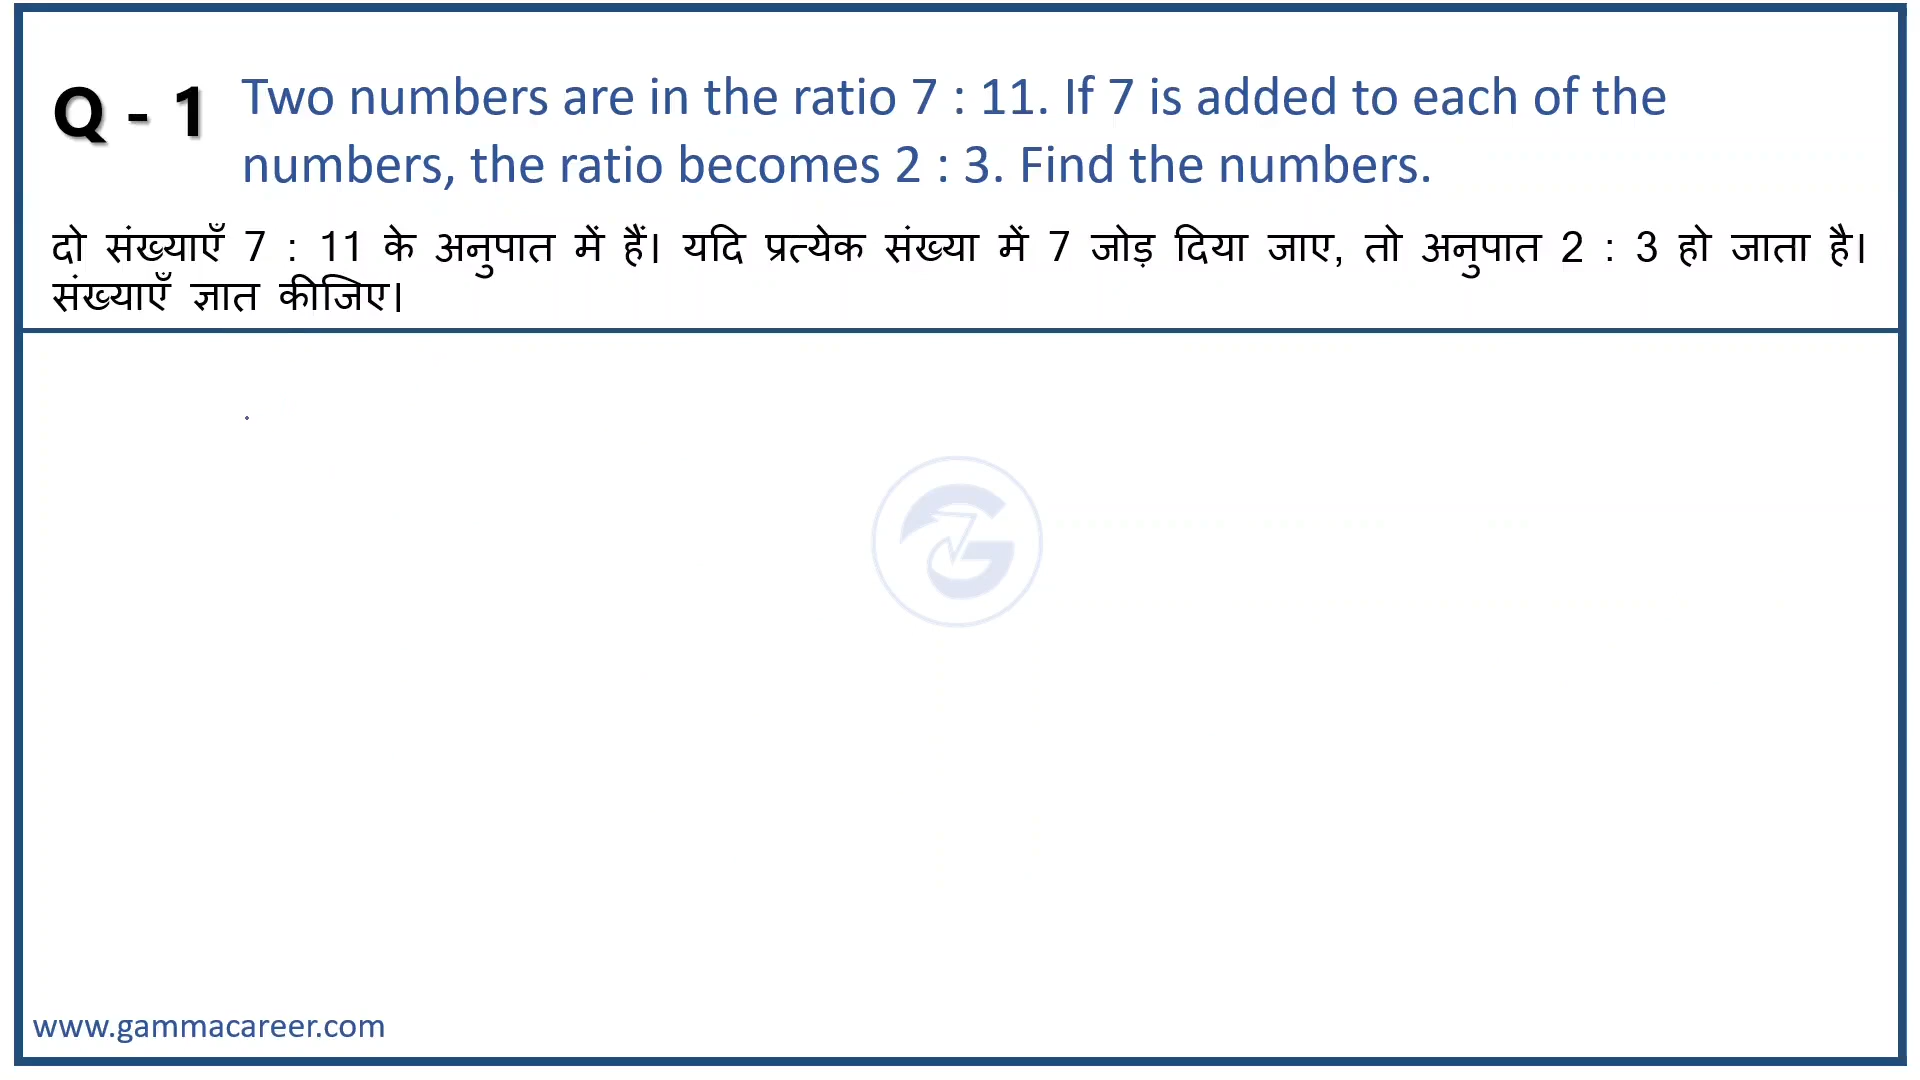 Q - 1 Two numbers are in the ratio 7 : 11. If 7 is added to each of the
numbers, the ratio becomes 2 : 3. Find the numbers.
दो संख्याएँ 7 : 11 के अनुपात में हैं। यदि प्रत्येक संख्या में 7 जोड़ दिया जाए, तो अनुपात 2 : 3 हो जाता है।
संख्याएँ ज्ञात कीजिए।
www.gammacareer.com